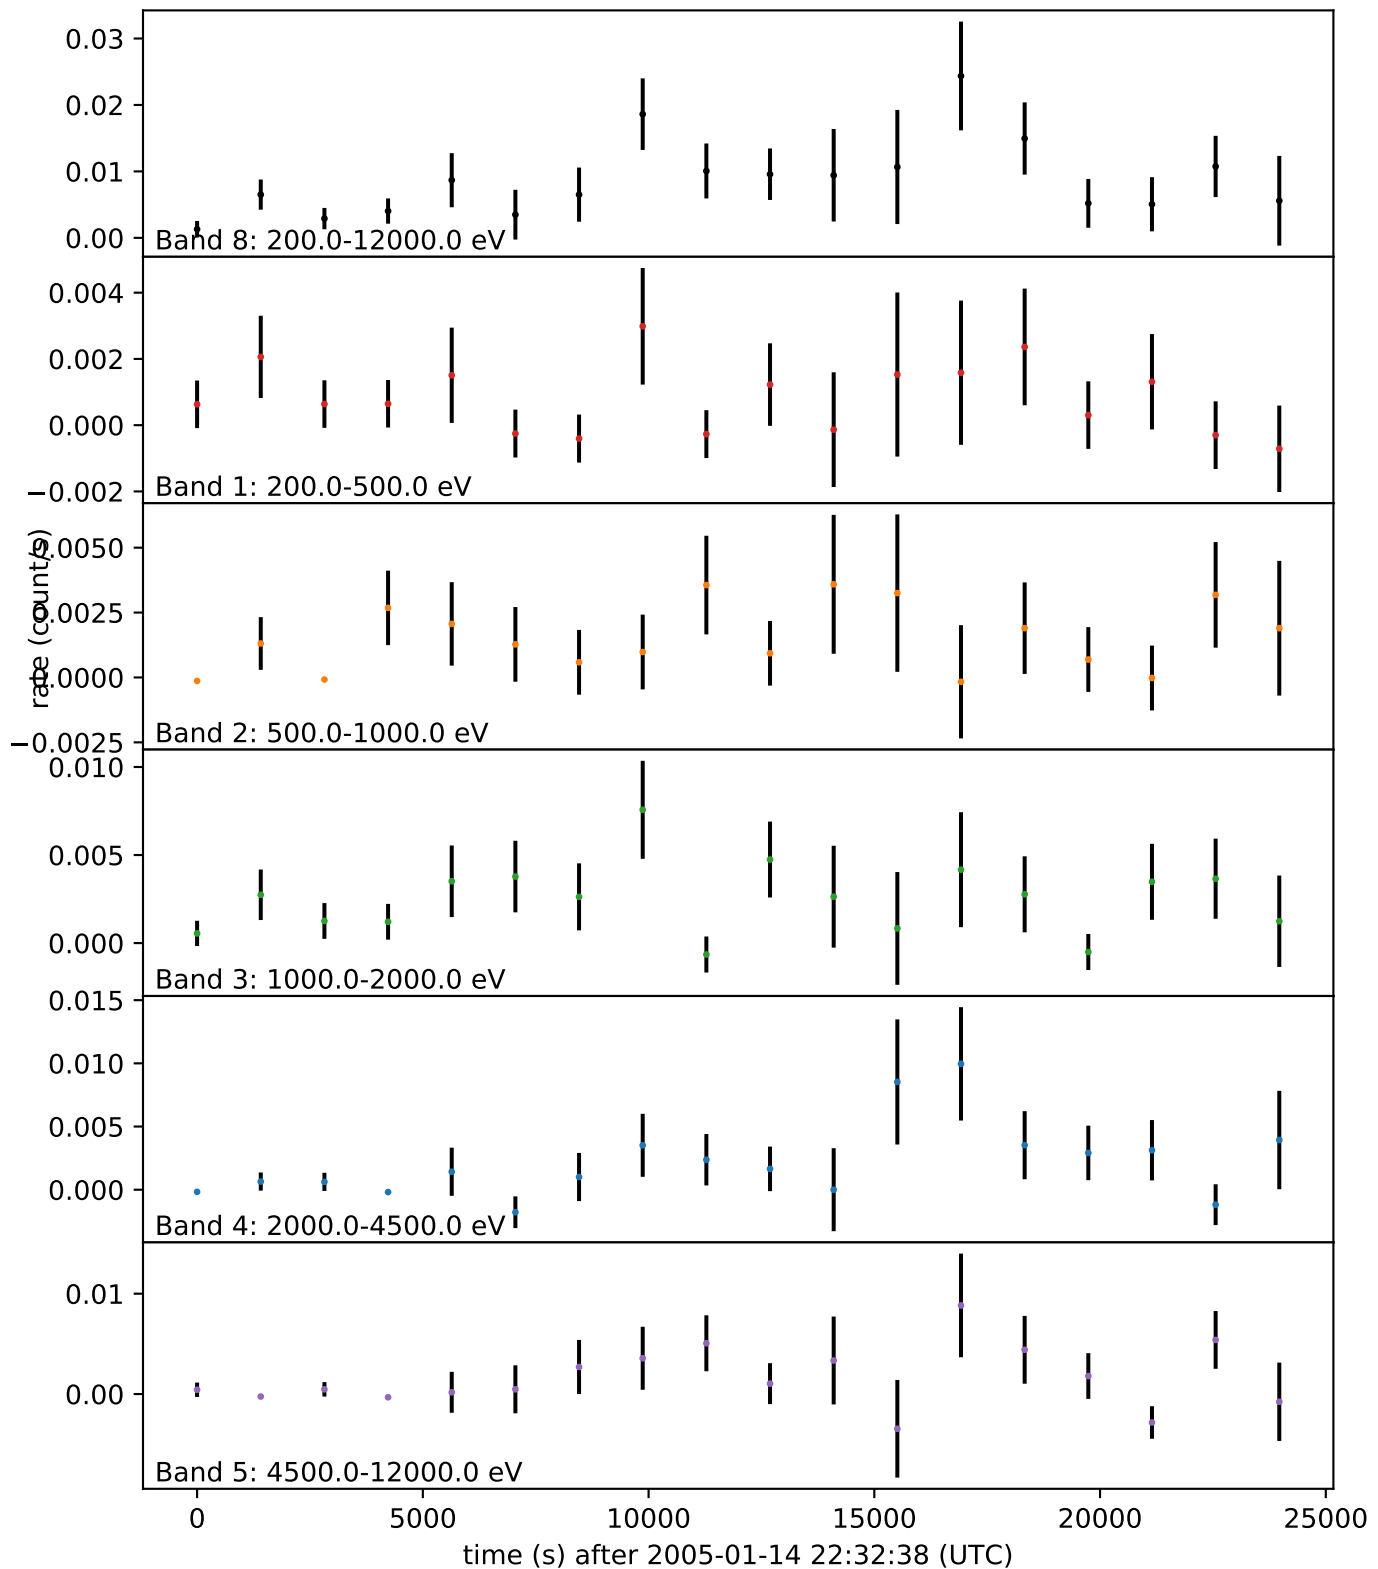 0.03
0.02
0.01
0.00
Band 8: 200.0-12000.0 eV
0.004
0.002
0.000
−0.002
Band 1: 200.0-500.0 eV
rate (count/s)
0.0050
0.0025
0.0000
−0.0025
Band 2: 500.0-1000.0 eV
0.010
0.005
0.000
Band 3: 1000.0-2000.0 eV
0.015
0.010
0.005
0.000
Band 4: 2000.0-4500.0 eV
0.01
0.00
Band 5: 4500.0-12000.0 eV
0 5000 10000 15000 20000 25000
time (s) after 2005-01-14 22:32:38 (UTC)